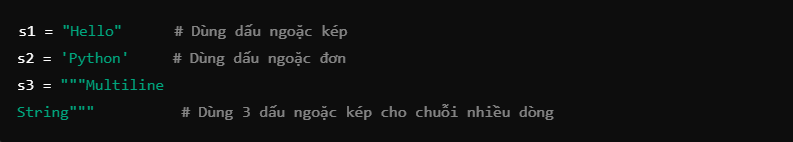 s1 = "Hello"      # Dùng dấu ngoặc kép
s2 = 'Python'     # Dùng dấu ngoặc đơn
s3 = """Multiline
String"""          # Dùng 3 dấu ngoặc kép cho chuỗi nhiều dòng